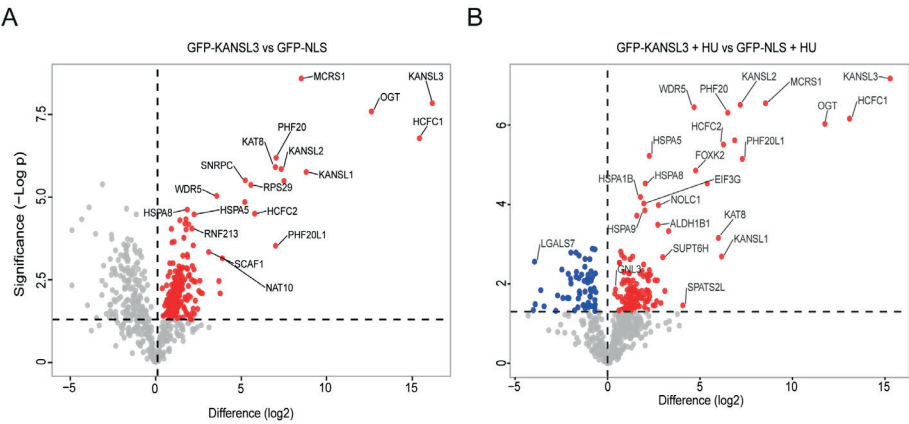 A
B
GFP-KANSL3 vs GFP-NLS
GFP-KANSL3 + HU vs GFP-NLS + HU
MCRS1
KANSL3
OGT
HCFC1
PHF20
KAT8
KANSL2
SNRPC
KANSL1
WDR5
RPS29
HSPA8
HSPA5
HCFC2
RNF213
PHF20L1
SCAF1
NAT10
Significance (−Log p)
7.5
5.0
2.5
0
−5
0
5
10
15
Difference (log2)
KANSL2
KANSL3
WDR5
PHF20
MCRS1
OGT
HCFC1
HCFC2
HSPA5
PHF20L1
FOXK2
HSPA8
HSPA1B
EIF3G
NOLC1
KAT8
HSPA9
ALDH1B1
KANSL1
LGALS7
SUPT6H
GNL3
SPATS2L
6
4
2
0
−5
0
5
10
15
Difference (log2)